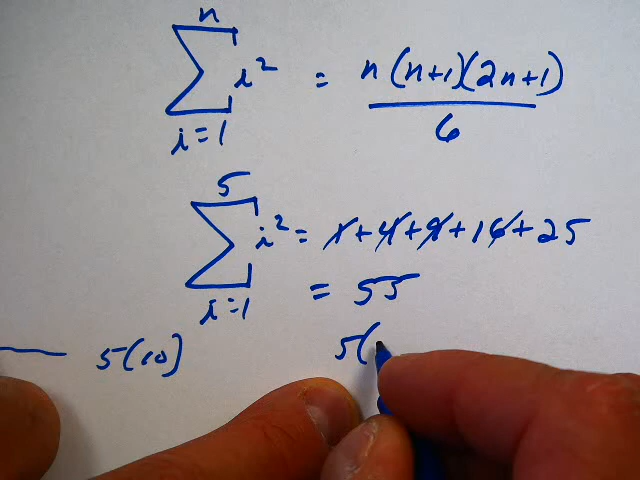 n
∑ i² = n(n+1)(2n+1)
i=1 6
5
∑ i² = 1+4+9+16+25
i=1 = 55
5(10) 5(